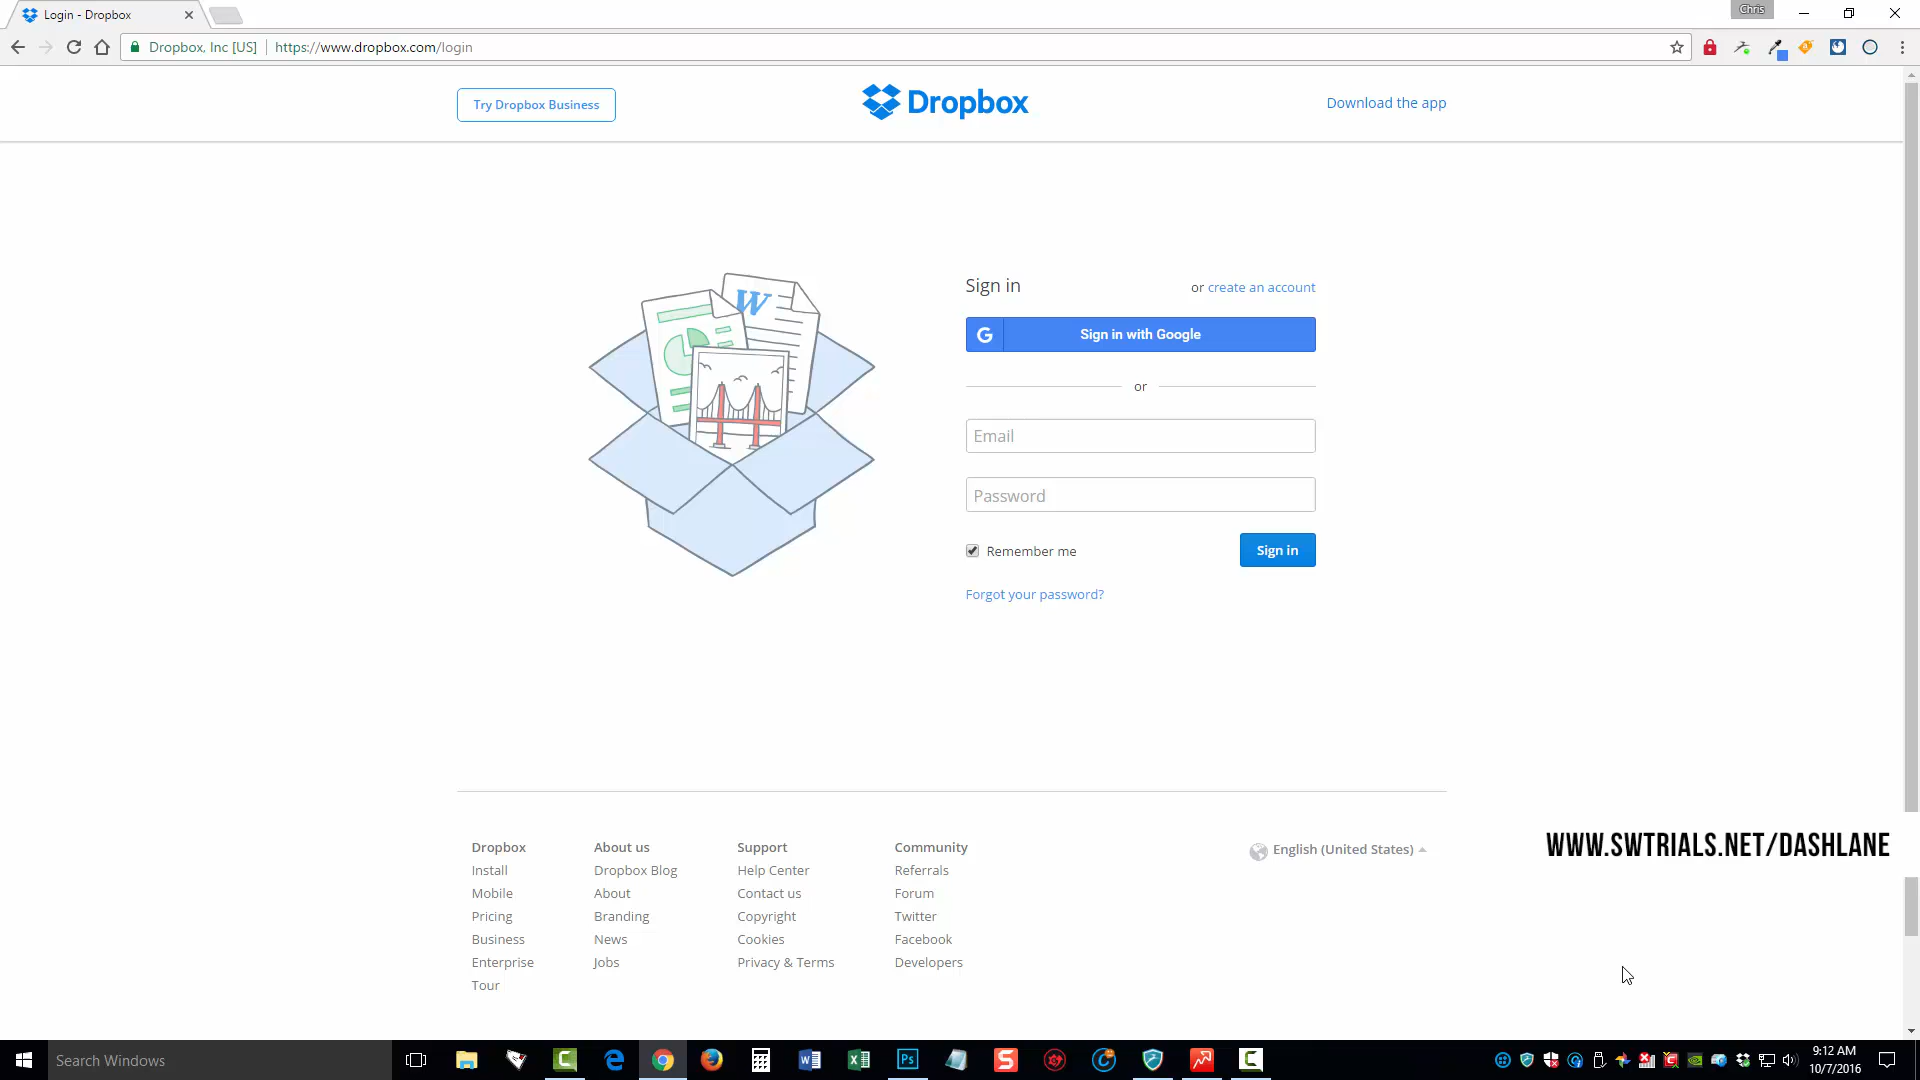 Login - Dropbox
Chris
Dropbox, Inc [US]
https://www.dropbox.com/login
Try Dropbox Business
Dropbox
Download the app
W
Sign in
or create an account
G
Sign in with Google
or
Email
Password
Remember me
Sign in
Forgot your password?
Dropbox
Install
Mobile
Pricing
Business
Enterprise
Tour
About us
Dropbox Blog
About
Branding
News
Jobs
Support
Help Center
Contact us
Copyright
Cookies
Privacy & Terms
Community
Referrals
Forum
Twitter
Facebook
Developers
English (United States)
WWW.SWTRIALS.NET/DASHLANE
Search Windows
Ps
S
9:12 AM
10/7/2016